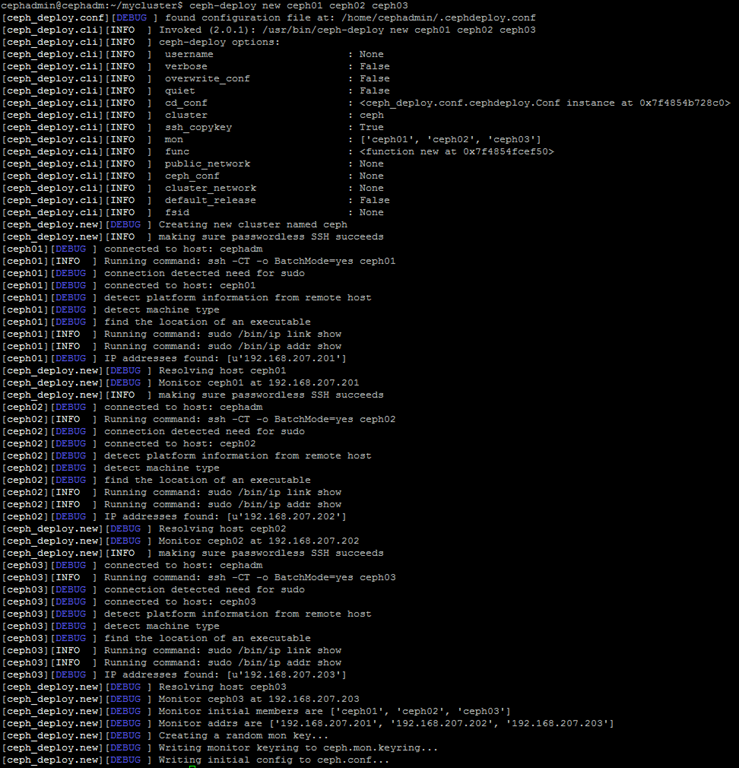 cephadmin@cephadm:~/mycluster$ ceph-deploy new ceph01 ceph02 ceph03
[ceph_deploy.conf][DEBUG ] found configuration file at: /home/cephadmin/.cephdeploy.conf
[ceph_deploy.cli][INFO  ] Invoked (2.0.1): /usr/bin/ceph-deploy new ceph01 ceph02 ceph03
[ceph_deploy.cli][INFO  ] ceph-deploy options:
[ceph_deploy.cli][INFO  ]  username                      : None
[ceph_deploy.cli][INFO  ]  verbose                       : False
[ceph_deploy.cli][INFO  ]  overwrite_conf                : False
[ceph_deploy.cli][INFO  ]  quiet                         : False
[ceph_deploy.cli][INFO  ]  cd_conf                       : <ceph_deploy.conf.cephdeploy.Conf instance at 0x7f4854b728c0>
[ceph_deploy.cli][INFO  ]  cluster                       : ceph
[ceph_deploy.cli][INFO  ]  ssh_copykey                   : True
[ceph_deploy.cli][INFO  ]  mon                           : ['ceph01', 'ceph02', 'ceph03']
[ceph_deploy.cli][INFO  ]  func                          : <function new at 0x7f4854fcef50>
[ceph_deploy.cli][INFO  ]  public_network                : None
[ceph_deploy.cli][INFO  ]  ceph_conf                     : None
[ceph_deploy.cli][INFO  ]  cluster_network               : None
[ceph_deploy.cli][INFO  ]  default_release               : False
[ceph_deploy.cli][INFO  ]  fsid                          : None
[ceph_deploy.new][DEBUG ] Creating new cluster named ceph
[ceph_deploy.new][INFO  ] making sure passwordless SSH succeeds
[ceph01][DEBUG ] connected to host: cephadm
[ceph01][INFO  ] Running command: ssh -CT -o BatchMode=yes ceph01
[ceph01][DEBUG ] connection detected need for sudo
[ceph01][DEBUG ] connected to host: ceph01
[ceph01][DEBUG ] detect platform information from remote host
[ceph01][DEBUG ] detect machine type
[ceph01][DEBUG ] find the location of an executable
[ceph01][INFO  ] Running command: sudo /bin/ip link show
[ceph01][INFO  ] Running command: sudo /bin/ip addr show
[ceph01][DEBUG ] IP addresses found: [u'192.168.207.201']
[ceph_deploy.new][DEBUG ] Resolving host ceph01
[ceph_deploy.new][DEBUG ] Monitor ceph01 at 192.168.207.201
[ceph_deploy.new][INFO  ] making sure passwordless SSH succeeds
[ceph02][DEBUG ] connected to host: cephadm
[ceph02][INFO  ] Running command: ssh -CT -o BatchMode=yes ceph02
[ceph02][DEBUG ] connection detected need for sudo
[ceph02][DEBUG ] connected to host: ceph02
[ceph02][DEBUG ] detect platform information from remote host
[ceph02][DEBUG ] detect machine type
[ceph02][DEBUG ] find the location of an executable
[ceph02][INFO  ] Running command: sudo /bin/ip link show
[ceph02][INFO  ] Running command: sudo /bin/ip addr show
[ceph02][DEBUG ] IP addresses found: [u'192.168.207.202']
[ceph_deploy.new][DEBUG ] Resolving host ceph02
[ceph_deploy.new][DEBUG ] Monitor ceph02 at 192.168.207.202
[ceph_deploy.new][INFO  ] making sure passwordless SSH succeeds
[ceph03][DEBUG ] connected to host: cephadm
[ceph03][INFO  ] Running command: ssh -CT -o BatchMode=yes ceph03
[ceph03][DEBUG ] connection detected need for sudo
[ceph03][DEBUG ] connected to host: ceph03
[ceph03][DEBUG ] detect platform information from remote host
[ceph03][DEBUG ] detect machine type
[ceph03][DEBUG ] find the location of an executable
[ceph03][INFO  ] Running command: sudo /bin/ip link show
[ceph03][INFO  ] Running command: sudo /bin/ip addr show
[ceph03][DEBUG ] IP addresses found: [u'192.168.207.203']
[ceph_deploy.new][DEBUG ] Resolving host ceph03
[ceph_deploy.new][DEBUG ] Monitor ceph03 at 192.168.207.203
[ceph_deploy.new][DEBUG ] Monitor initial members are ['ceph01', 'ceph02', 'ceph03']
[ceph_deploy.new][DEBUG ] Monitor addrs are ['192.168.207.201', '192.168.207.202', '192.168.207.203']
[ceph_deploy.new][DEBUG ] Creating a random mon key...
[ceph_deploy.new][DEBUG ] Writing monitor keyring to ceph.mon.keyring...
[ceph_deploy.new][DEBUG ] Writing initial config to ceph.conf...